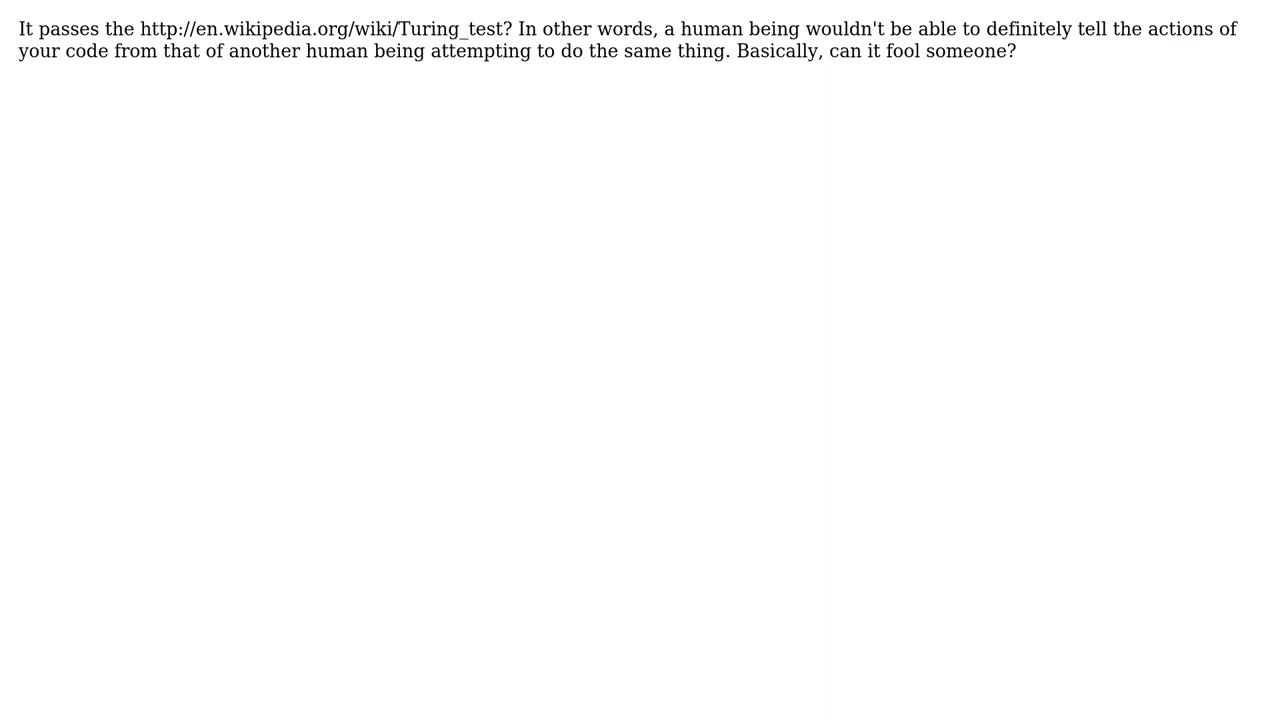 It passes the http://en.wikipedia.org/wiki/Turing_test? In other words, a human being wouldn't be able to definitely tell the actions of
your code from that of another human being attempting to do the same thing. Basically, can it fool someone?